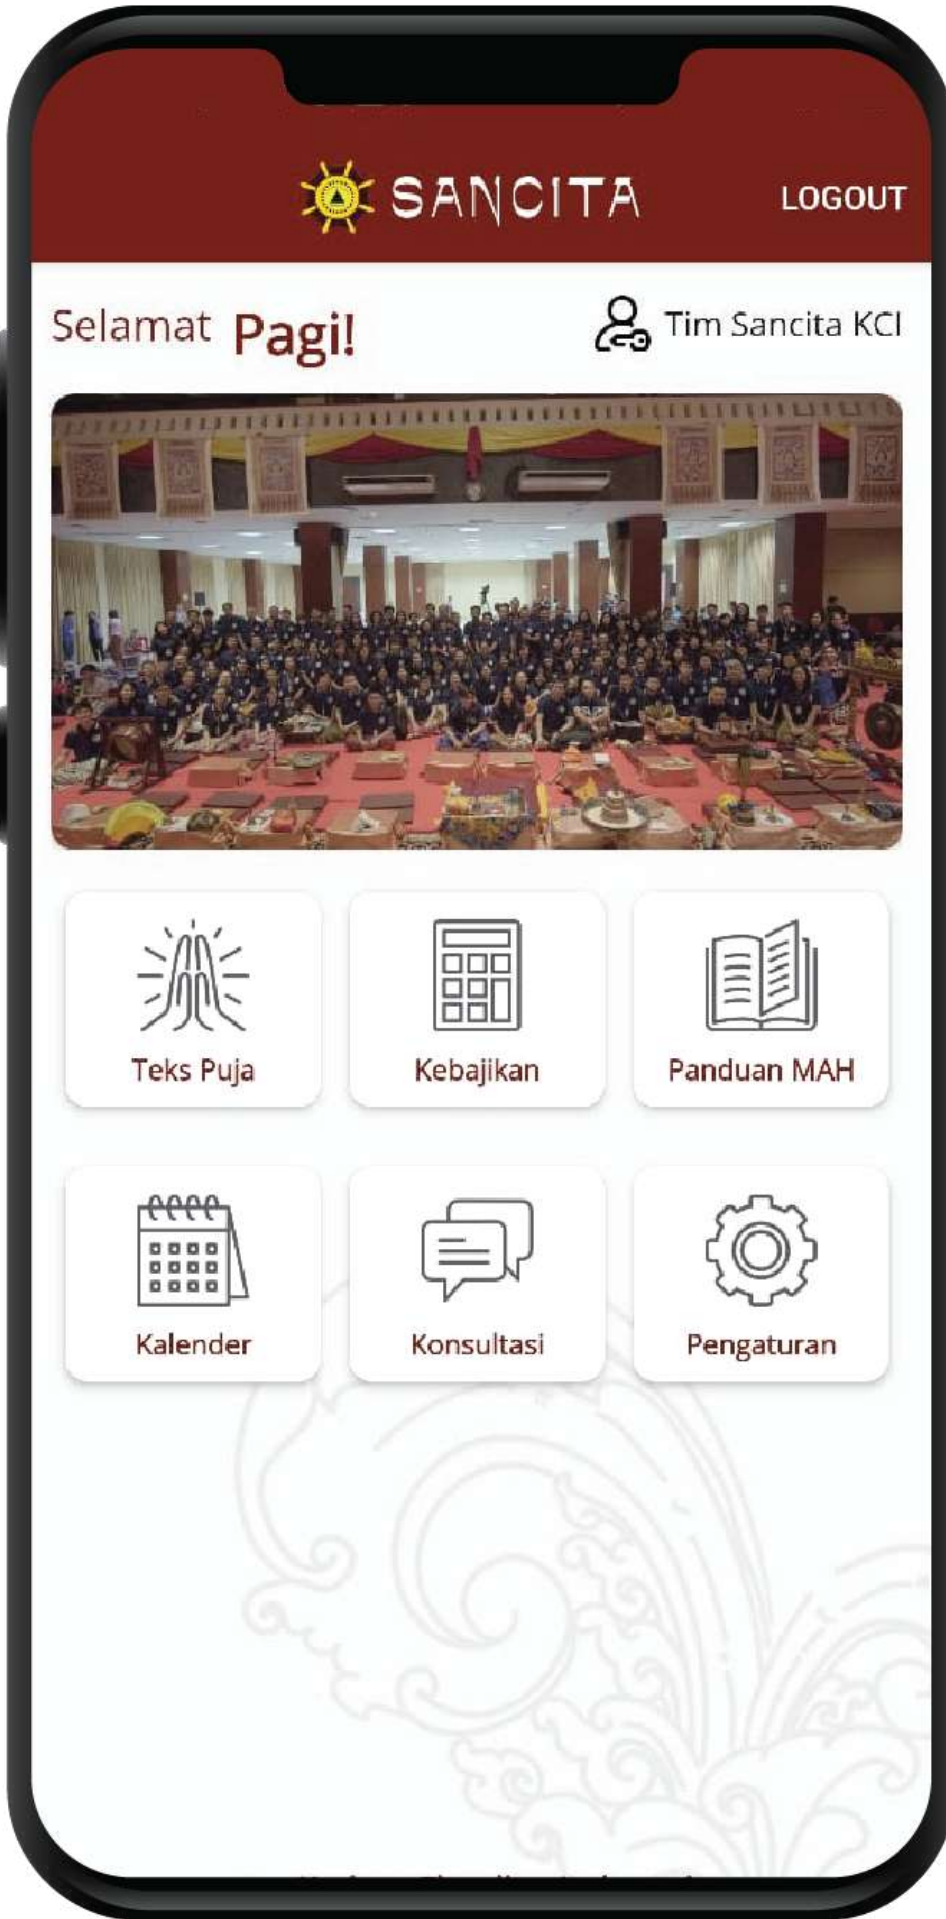 SANCITA
LOGOUT
Selamat Pagi!
Tim Sancita KCI
Teks Puja
Kebajikan
Panduan MAH
Kalender
Konsultasi
Pengaturan